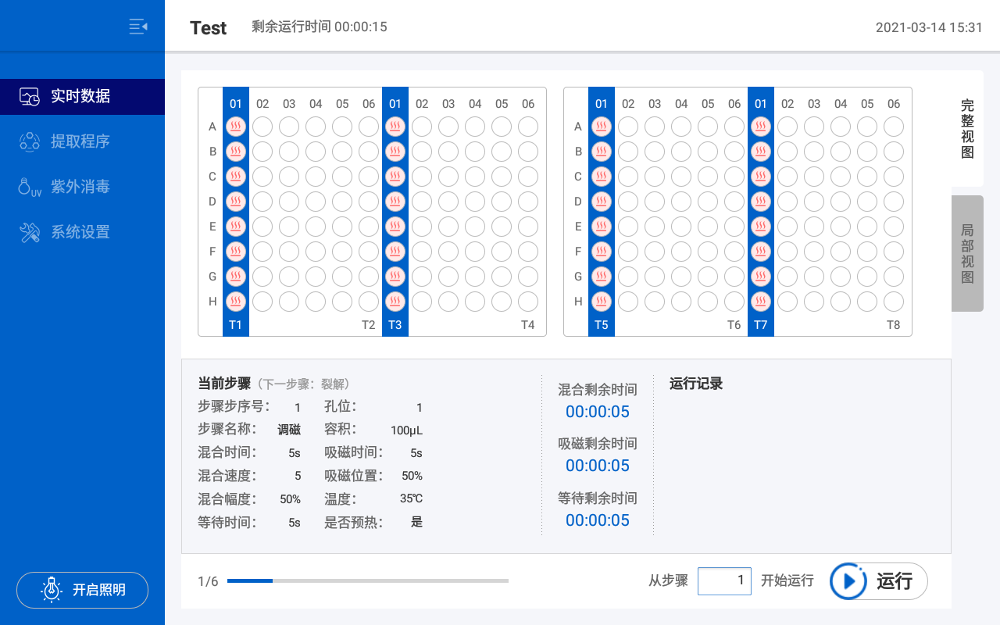 Test 剩余运行时间 00:00:15 2021-03-14 15:31
实时数据
提取程序
UV 紫外消毒
系统设置
开启照明
01 02 03 04 05 06 01 02 03 04 05 06
A
B
C
D
E
F
G
H
T1 T2 T3 T4
01 02 03 04 05 06 01 02 03 04 05 06
A
B
C
D
E
F
G
H
T5 T6 T7 T8
完整视图
局部视图
当前步骤（下一步骤：裂解）
步骤步序号： 1 孔位： 1
步骤名称： 调磁 容积： 100μL
混合时间： 5s 吸磁时间： 5s
混合速度： 5 吸磁位置： 50%
混合幅度： 50% 温度： 35℃
等待时间： 5s 是否预热： 是
混合剩余时间
00:00:05
吸磁剩余时间
00:00:05
等待剩余时间
00:00:05
运行记录
1/6
从步骤 1 开始运行 运行